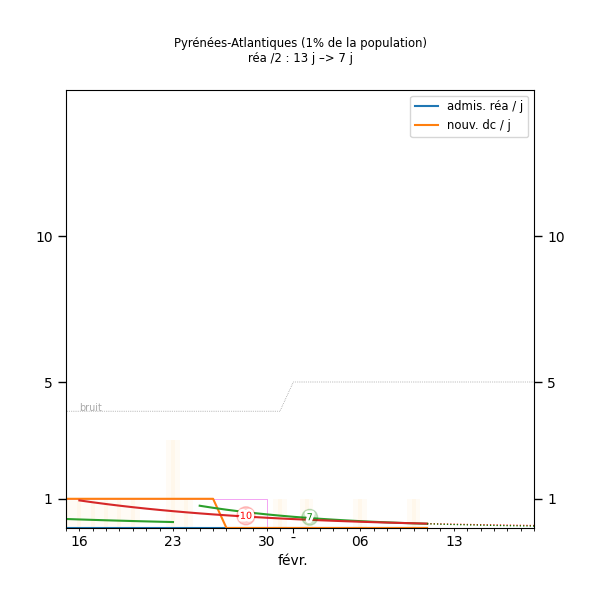 Pyrénées-Atlantiques (1% de la population)
réa /2 : 13 j –> 7 j
admis. réa / j
nouv. dc / j
10
10
5
5
bruit
1
1
10
7
16
23
30
-
06
13
févr.